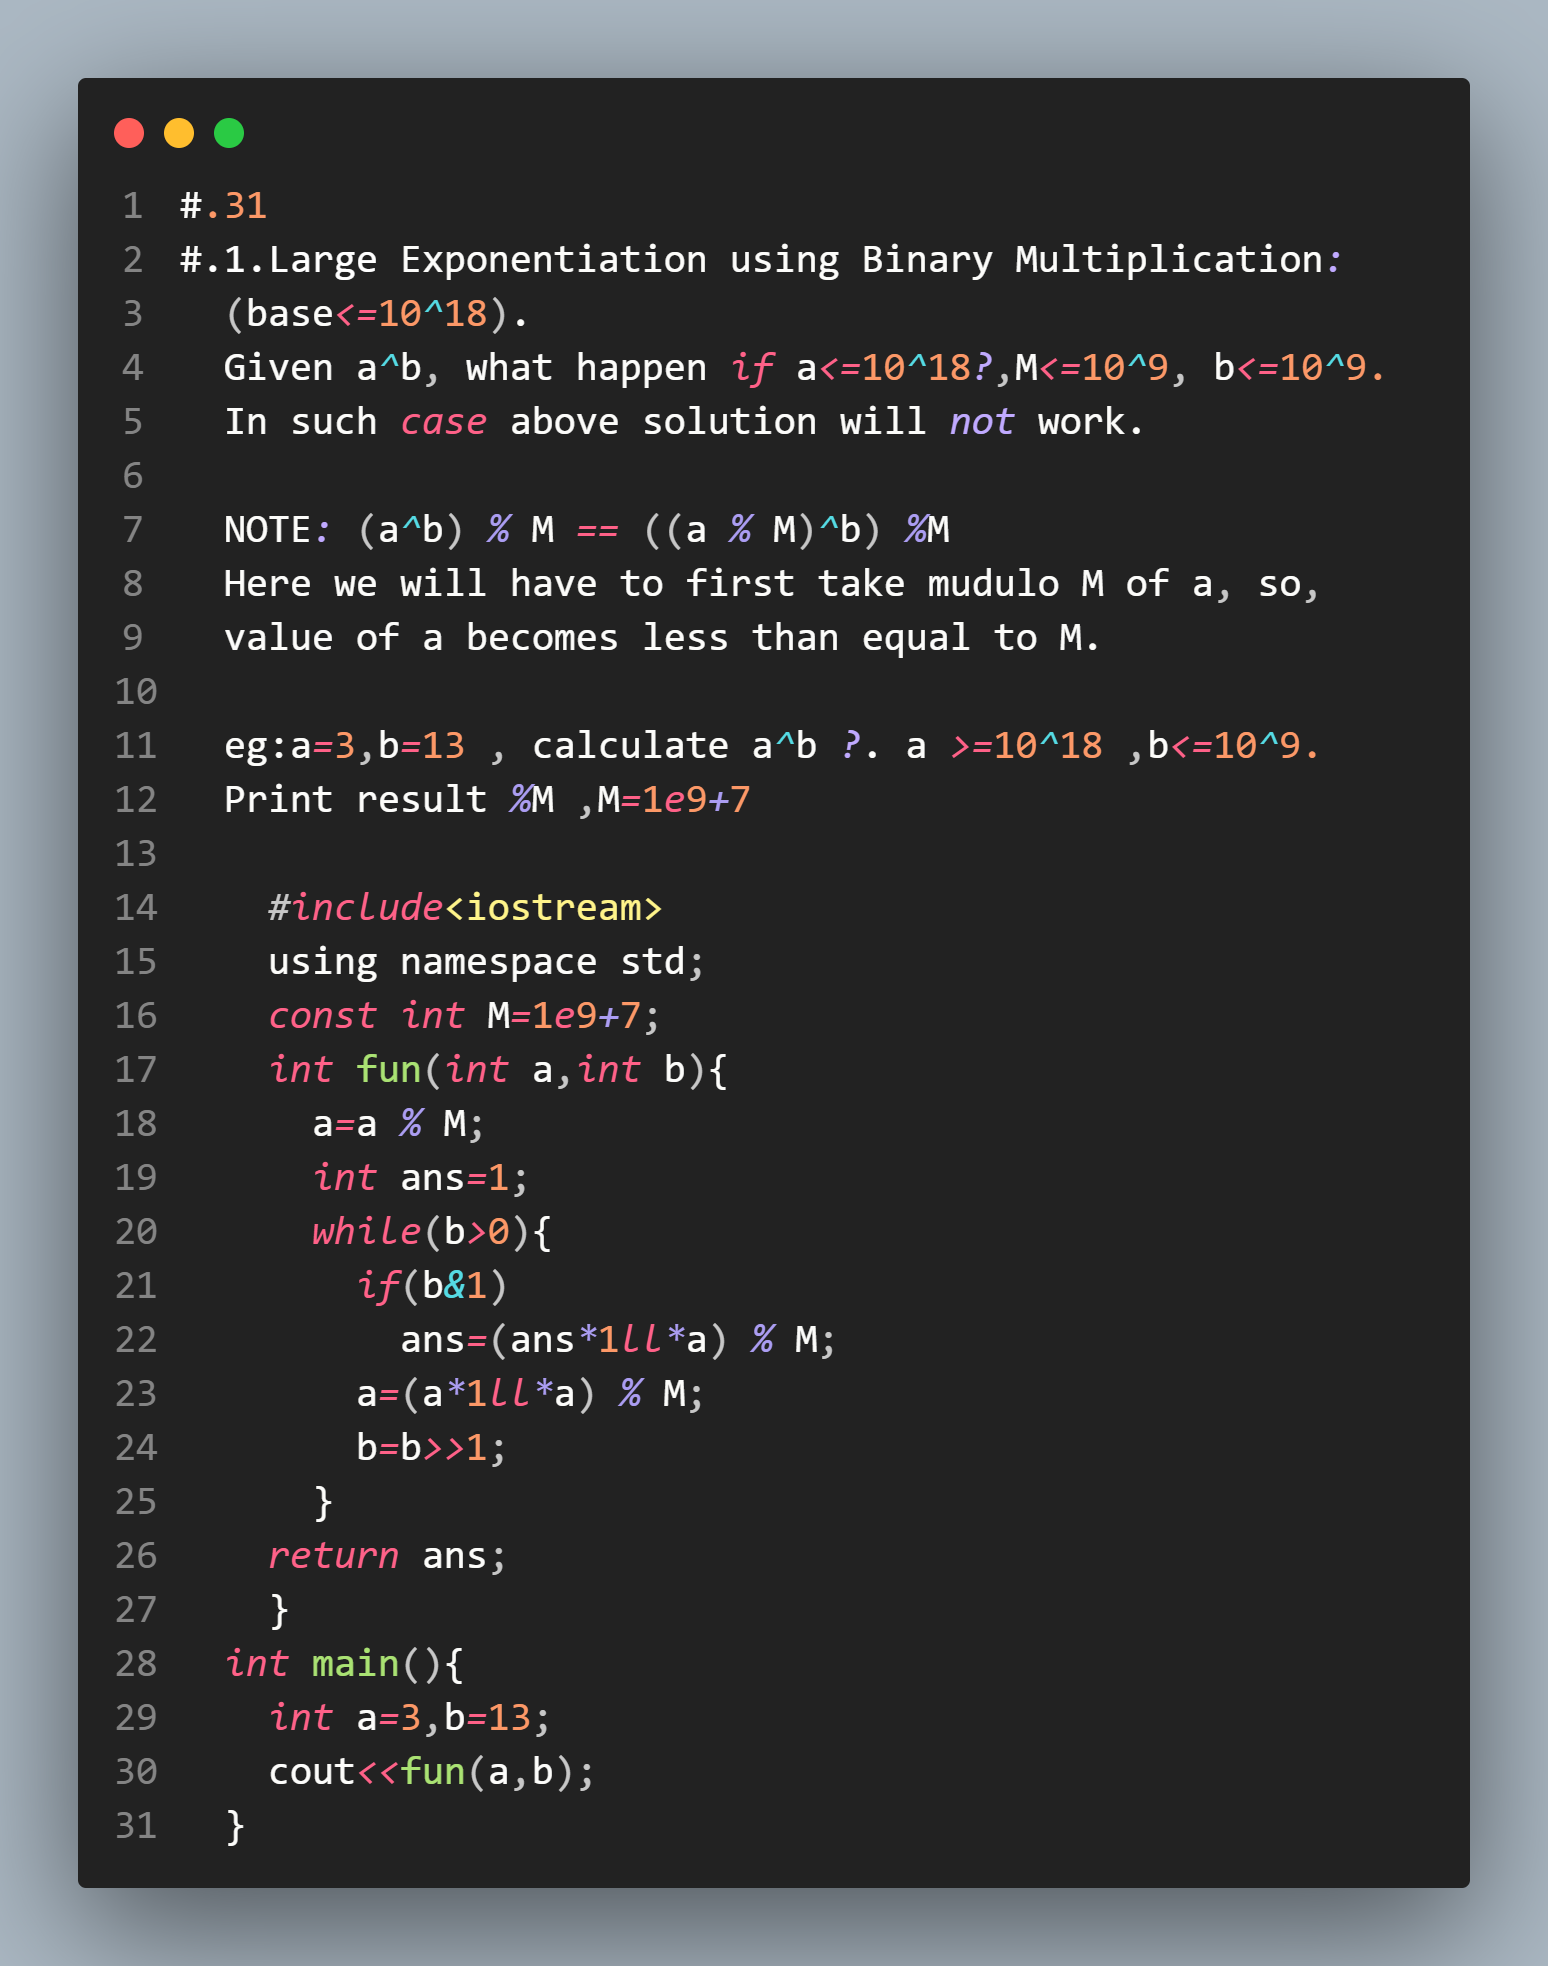 1 #.31
2 #.1.Large Exponentiation using Binary Multiplication:
3   (base<=10^18).
4   Given a^b, what happen if a<=10^18?,M<=10^9, b<=10^9.
5   In such case above solution will not work.
6
7   NOTE: (a^b) % M == ((a % M)^b) %M
8   Here we will have to first take mudulo M of a, so,
9   value of a becomes less than equal to M.
10
11   eg:a=3,b=13 , calculate a^b ?. a >=10^18 ,b<=10^9.
12   Print result %M ,M=1e9+7
13
14     #include<iostream>
15     using namespace std;
16     const int M=1e9+7;
17     int fun(int a,int b){
18       a=a % M;
19       int ans=1;
20       while(b>0){
21         if(b&1)
22           ans=(ans*1ll*a) % M;
23         a=(a*1ll*a) % M;
24         b=b>>1;
25       }
26     return ans;
27     }
28   int main(){
29     int a=3,b=13;
30     cout<<fun(a,b);
31   }